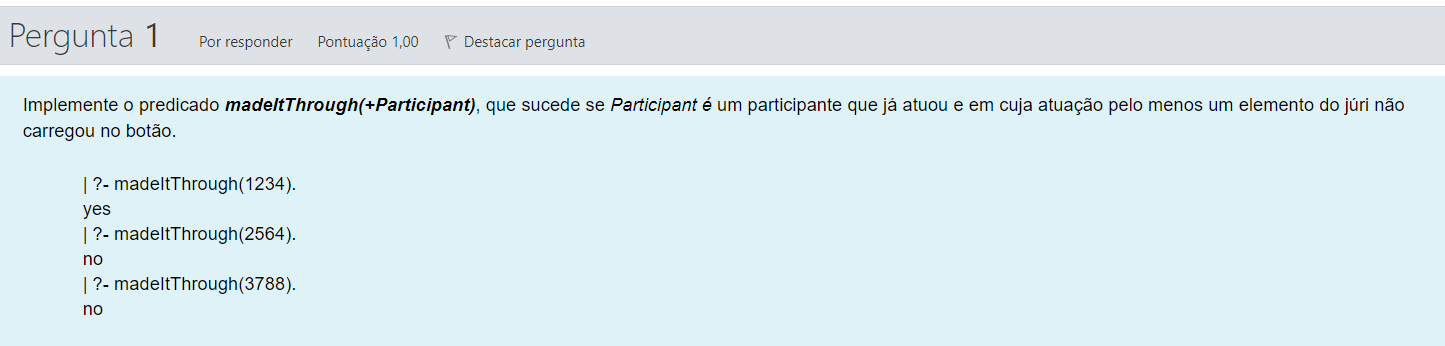 Pergunta 1 Por responder Pontuação 1,00 Destacar pergunta
Implemente o predicado madeItThrough(+Participant), que sucede se Participant é um participante que já atuou e em cuja atuação pelo menos um elemento do júri não
carregou no botão.
| ?- madeItThrough(1234).
yes
| ?- madeItThrough(2564).
no
| ?- madeItThrough(3788).
no